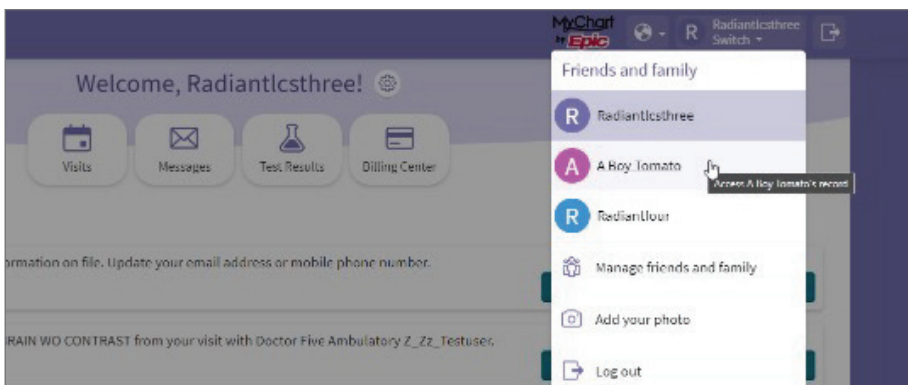 MyChart
by Epic
R
Radiantlcsthree
Switch
Welcome, Radiantlcsthree!
Friends and family
R
Radiantlcsthree
Visits
Messages
Test Results
Billing Center
A
A Boy Tomato
Access A Boy Tomato's record
R
Radiantlour
ormation on file. Update your email address or mobile phone number.
Manage friends and family
Add your photo
RAIN WO CONTRAST from your visit with Doctor Five Ambulatory Z_Zz_Testuser.
Log out